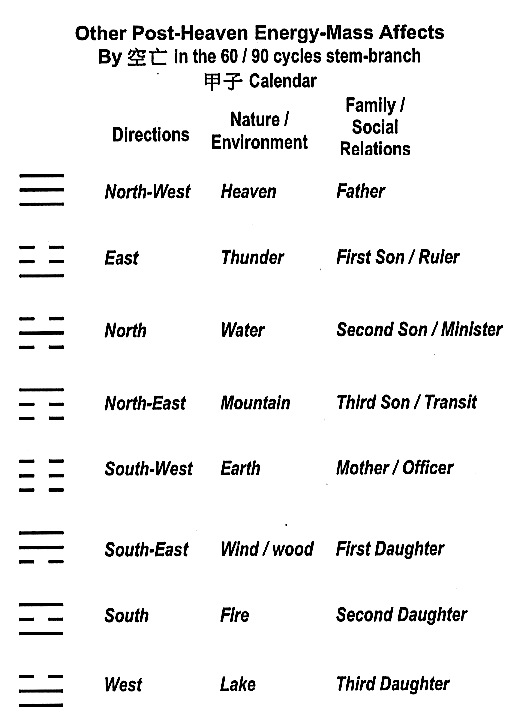 Other Post-Heaven Energy-Mass Affects
By 空亡 in the 60 / 90 cycles stem-branch
甲子 Calendar
Directions Nature / Environment Family / Social Relations
North-West Heaven Father
East Thunder First Son / Ruler
North Water Second Son / Minister
North-East Mountain Third Son / Transit
South-West Earth Mother / Officer
South-East Wind / wood First Daughter
South Fire Second Daughter
West Lake Third Daughter